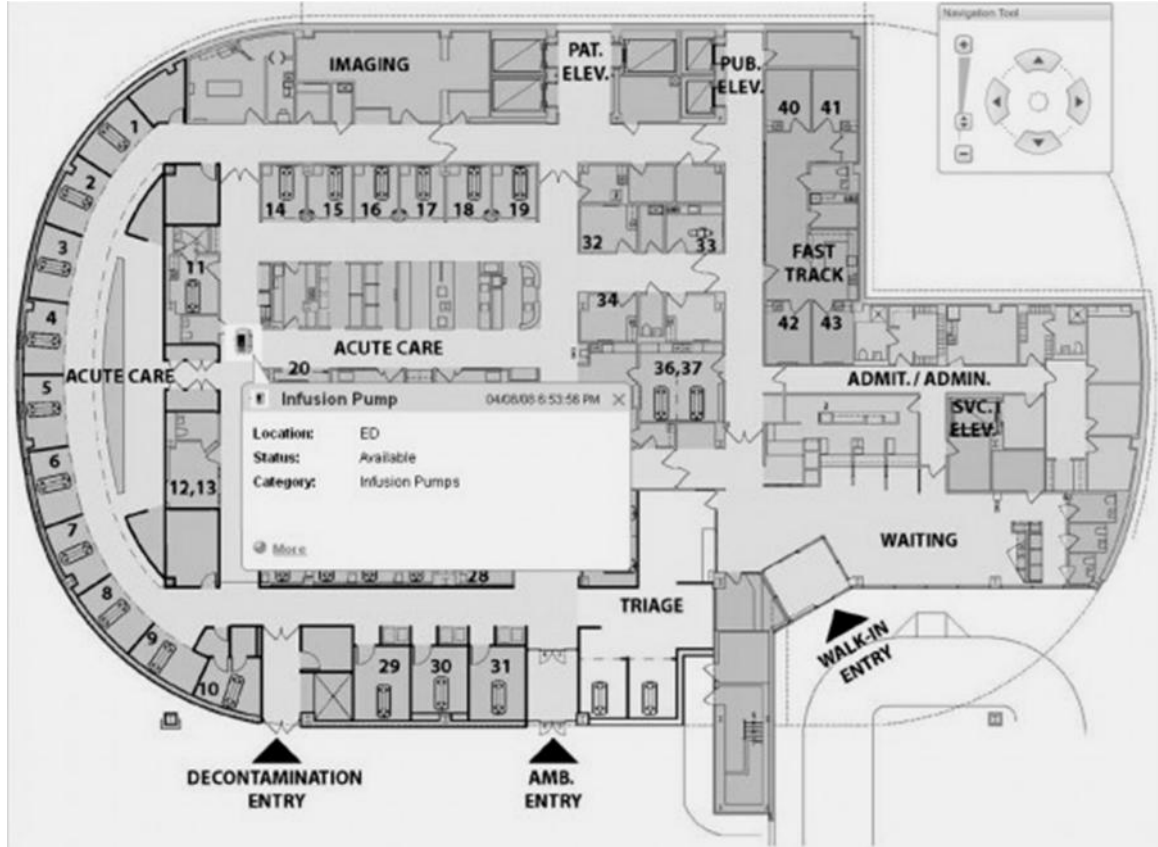 Navigation Tool
IMAGING
PAT.
ELEV.
PUB.
ELEV.
40
41
1
2
3
4
5
6
7
8
9
10
14
15
16
17
18
19
11
32
33
FAST
TRACK
34
42
43
ACUTE CARE
ACUTE CARE
20
36,37
ADMIT. / ADMIN.
SVC.
ELEV.
Infusion Pump
04/08/08 6:53:56 PM
Location: ED
Status: Available
Category: Infusion Pumps
More
12,13
28
WAITING
TRIAGE
WALK-IN
ENTRY
29
30
31
DECONTAMINATION
ENTRY
AMB.
ENTRY